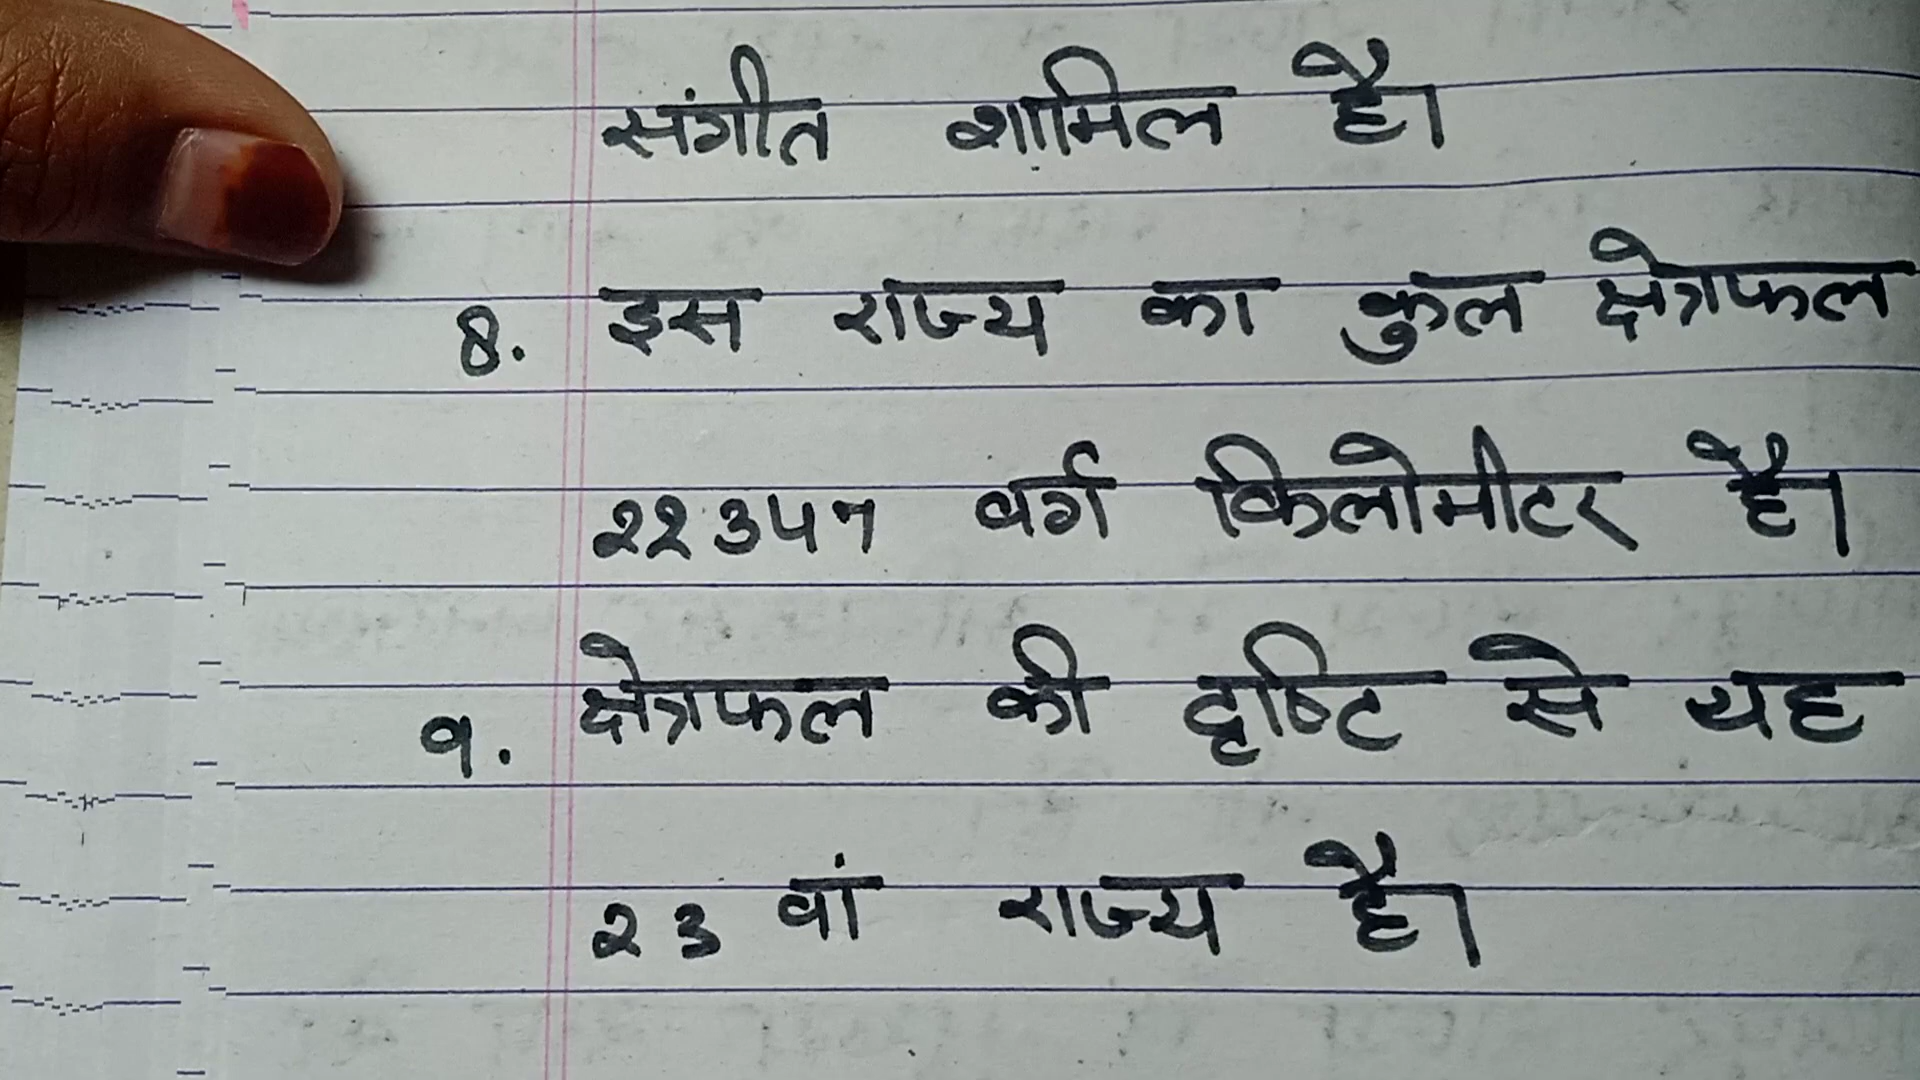 संगीत शामिल है।
8. इस राज्य का कुल क्षेत्रफल
22347 वर्ग किलोमीटर है।
9. क्षेत्रफल की दृष्टि से यह
23 वां राज्य है।